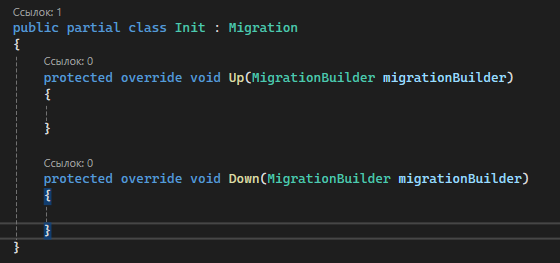 Ссылок: 1
public partial class Init : Migration
{
Ссылок: 0
protected override void Up(MigrationBuilder migrationBuilder)
{
}
Ссылок: 0
protected override void Down(MigrationBuilder migrationBuilder)
{
}
}